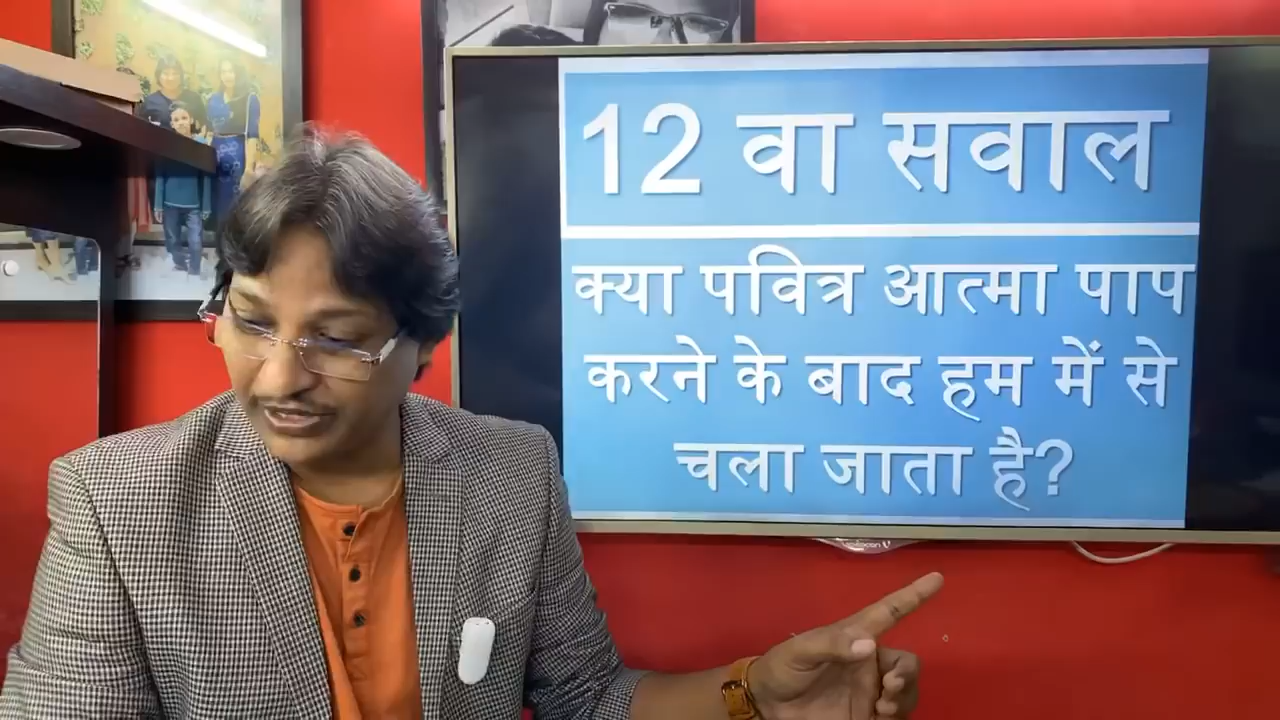 12 वा सवाल
क्या पवित्र आत्मा पाप
करने के बाद हम में से
चला जाता है?